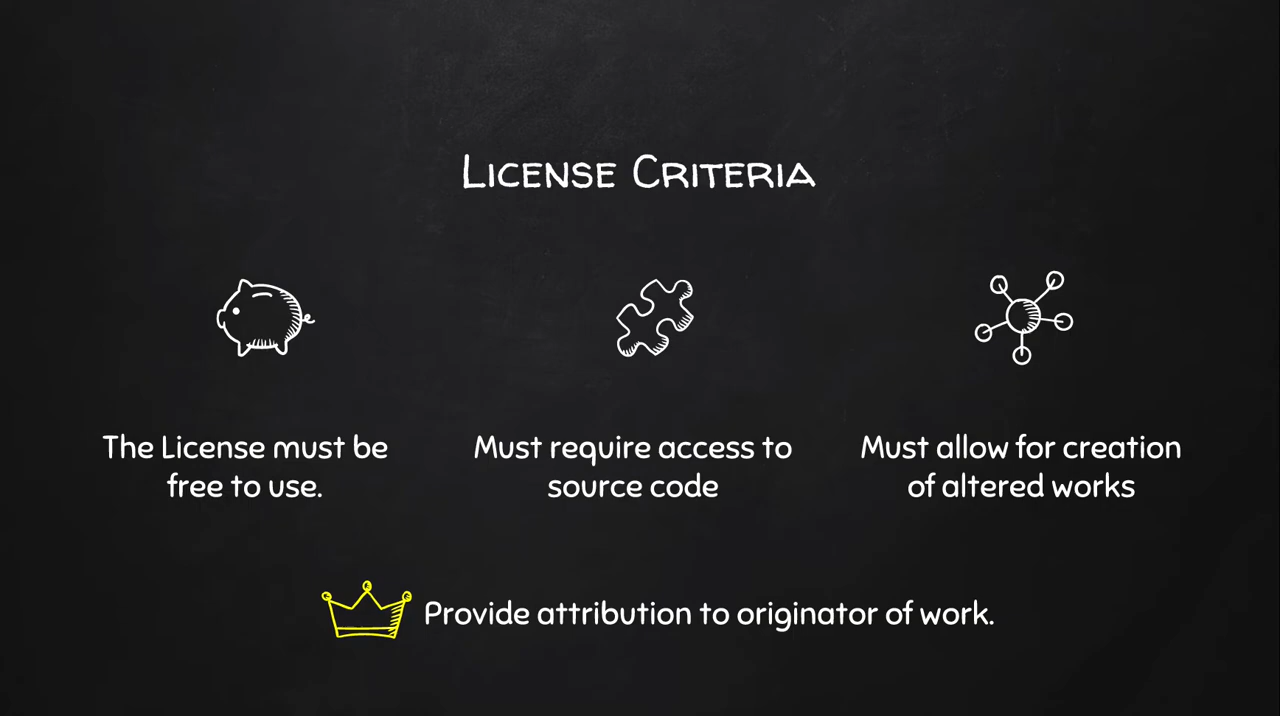 License Criteria
The License must be
free to use.
Must require access to
source code
Must allow for creation
of altered works
Provide attribution to originator of work.